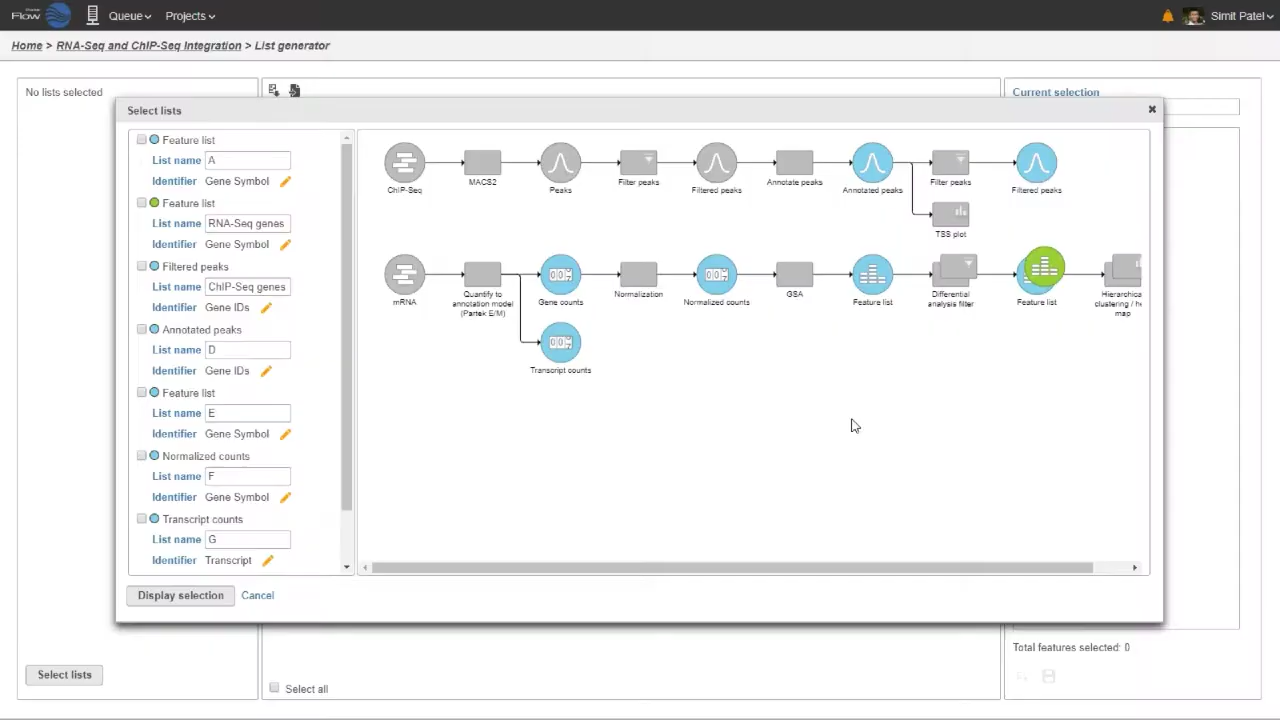 Flow Queue Projects Simit Patel
Home > RNA-Seq and ChIP-Seq Integration > List generator
No lists selected
Current selection
Select lists
Feature list
List name A
Identifier Gene Symbol
Feature list
List name RNA-Seq genes
Identifier Gene Symbol
Filtered peaks
List name ChIP-Seq genes
Identifier Gene IDs
Annotated peaks
List name D
Identifier Gene IDs
Feature list
List name E
Identifier Gene Symbol
Normalized counts
List name F
Identifier Gene Symbol
Transcript counts
List name G
Identifier Transcript
ChIP-Seq
MACS2
Peaks
Filter peaks
Filtered peaks
Annotate peaks
Annotated peaks
Filter peaks
Filtered peaks
TSS plot
mRNA
Quantify to
annotation model
(Partek E/M)
Gene counts
Normalization
Normalized counts
GSA
Feature list
Differential
analysis filter
Feature list
Hierarchica
clustering / he
map
Transcript counts
Display selection Cancel
Total features selected: 0
Select lists
Select all